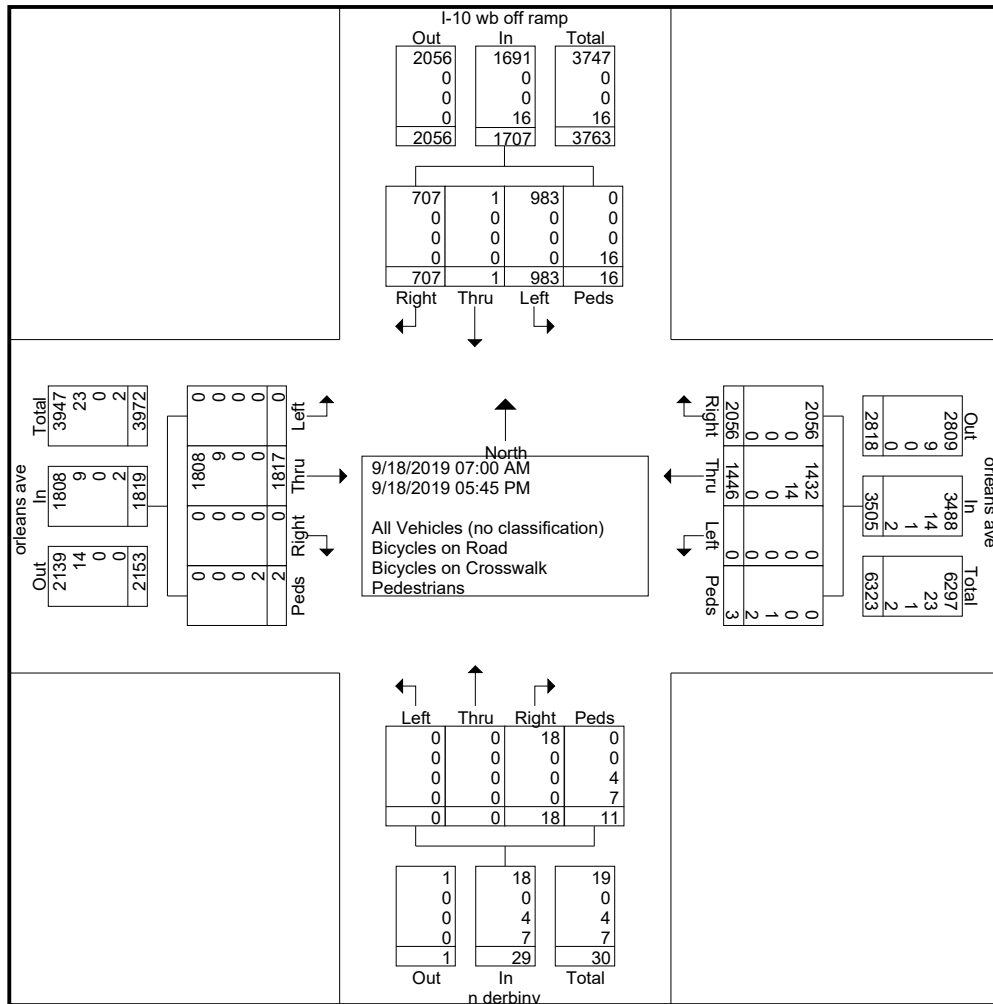 I-10 wb off ramp
Out In Total
2056 1691 3747
0 0 0
0 0 0
0 16 16
2056 1707 3763
707 1 983 0
0 0 0 0
0 0 0 0
0 0 0 16
707 1 983 16
Right Thru Left Peds
orleans ave
Total In Out
3947 1808 2139
23 9 14
0 0 0
2 2 0
3972 1819 2153
Left Thru Right Peds
0 1808 0 0
0 9 0 0
0 0 0 0
0 0 0 2
0 1817 0 2
North
9/18/2019 07:00 AM
9/18/2019 05:45 PM
All Vehicles (no classification)
Bicycles on Road
Bicycles on Crosswalk
Pedestrians
Right Thru Left Peds
2056 1432 0 0
0 14 0 0
0 0 0 1
0 0 0 2
2056 1446 0 3
orleans ave
Out In Total
2809 3488 6297
9 14 23
0 1 1
0 2 2
2818 3505 6323
Left Thru Right Peds
0 0 18 0
0 0 0 0
0 0 0 4
0 0 0 7
0 0 18 11
1 18 19
0 0 0
0 4 4
0 7 7
1 29 30
Out In Total
n derbiny